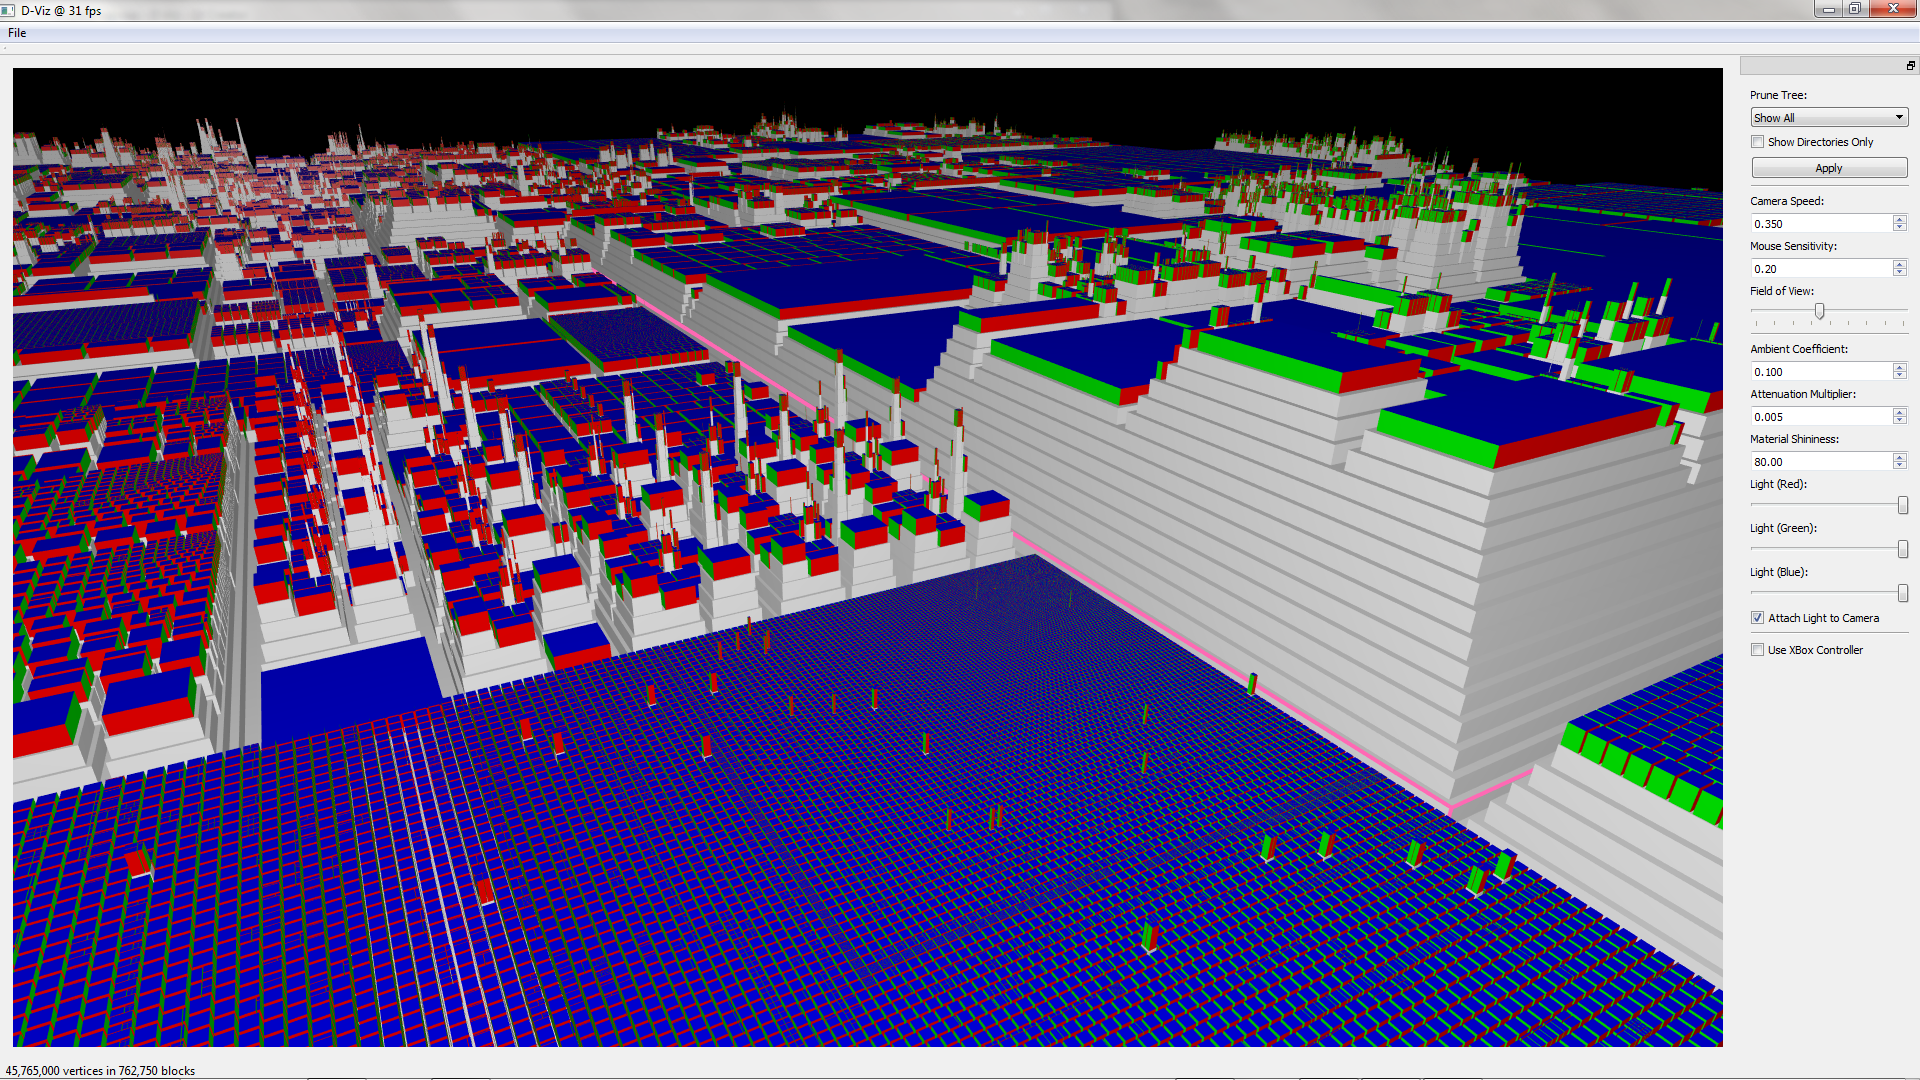 D-Viz @ 31 fps
File
Prune Tree:
Show All
Show Directories Only
Apply
Camera Speed:
0.350
Mouse Sensitivity:
0.20
Field of View:
Ambient Coefficient:
0.100
Attenuation Multiplier:
0.005
Material Shininess:
80.00
Light (Red):
Light (Green):
Light (Blue):
Attach Light to Camera
Use XBox Controller
45,765,000 vertices in 762,750 blocks